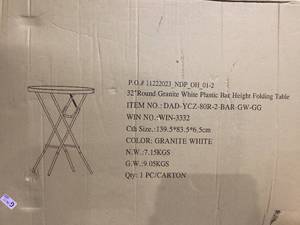 P.O.# 11222023_NDP_OH_01-2
32"Round Granite White Plastic Bar Height Folding Table
ITEM NO.: DAD-YCZ-80R-2-BAR-GW-GG
WIN NO.:WIN-3332
Ctn Size: 139.5*83.5*6.5cm
COLOR: GRANITE WHITE
N.W.: 7.15KGS
G.W.: 9.05KGS
Qty: 1 PC/CARTON